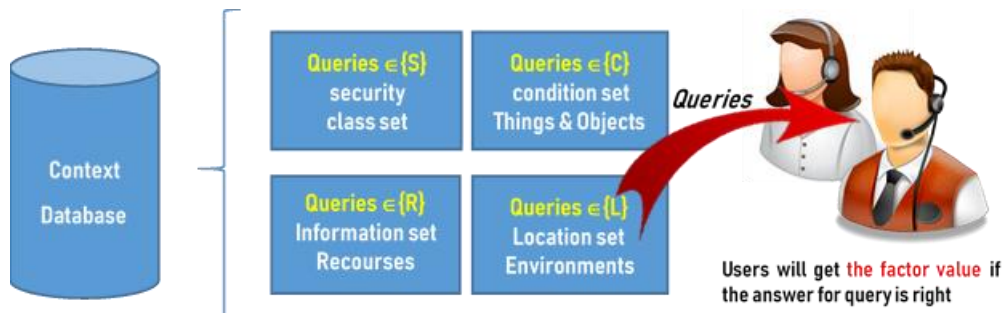 Context
Database
Queries ∈{S}
security
class set
Queries ∈{C}
condition set
Things & Objects
Queries ∈{R}
Information set
Recourses
Queries ∈{L}
Location set
Environments
Queries
Users will get the factor value if
the answer for query is right